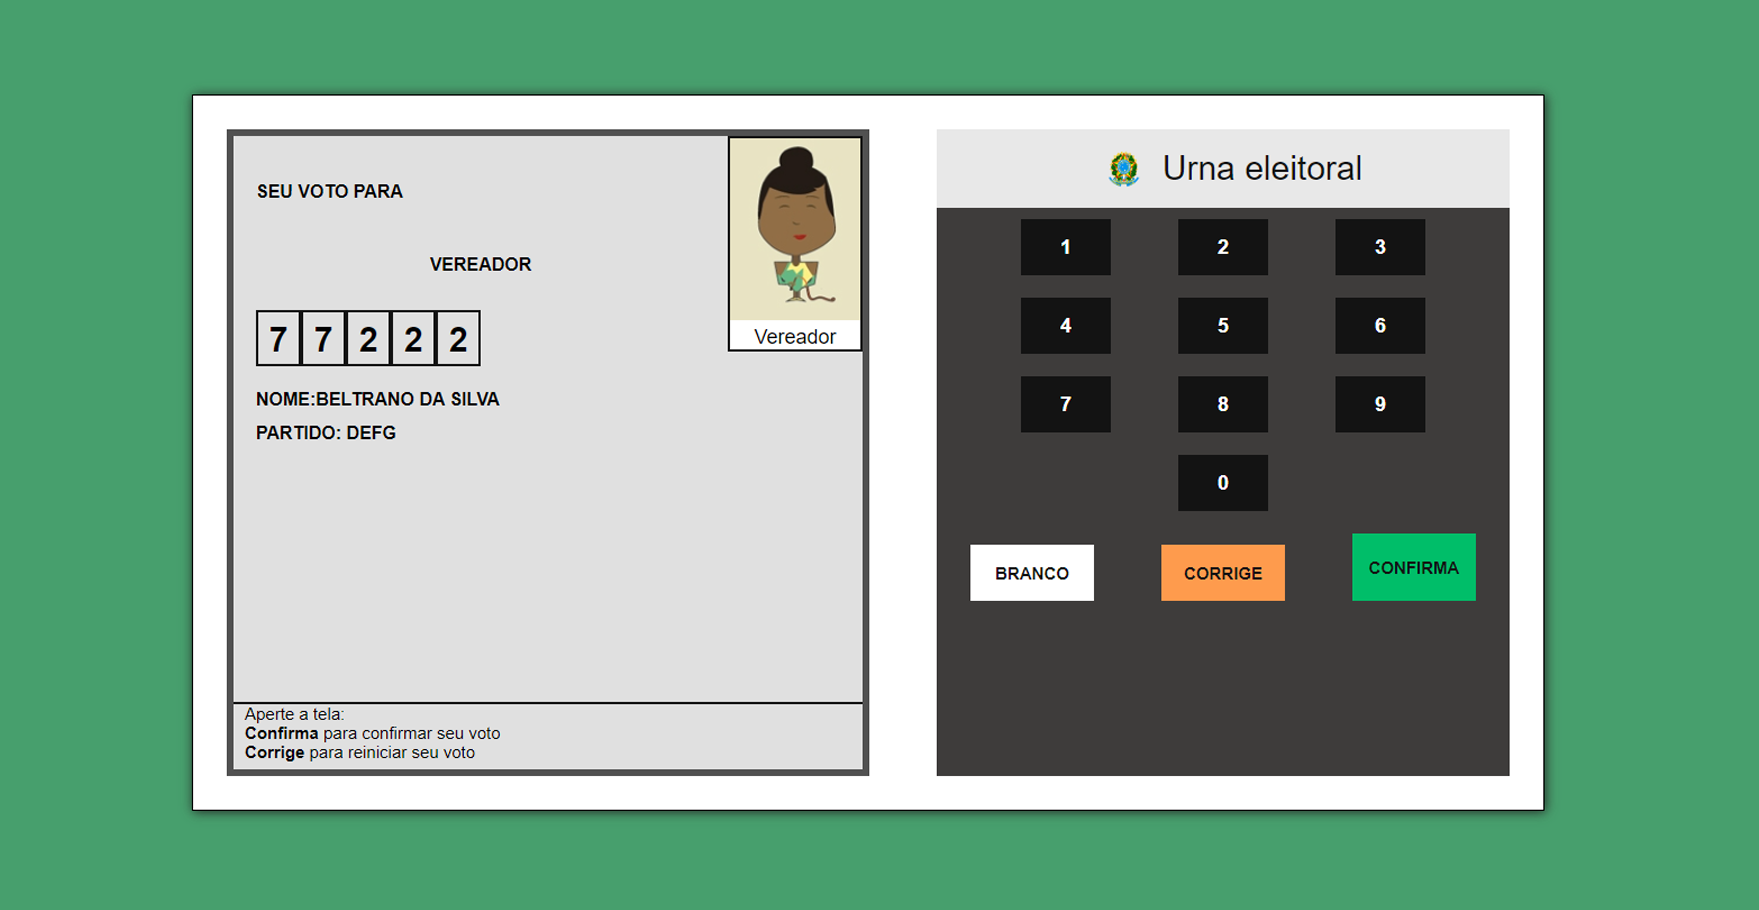 SEU VOTO PARA
VEREADOR
7 7 2 2 2
NOME:BELTRANO DA SILVA
PARTIDO: DEFG
Vereador
Aperte a tela:
Confirma para confirmar seu voto
Corrige para reiniciar seu voto
Urna eleitoral
1 2 3
4 5 6
7 8 9
0
BRANCO CORRIGE CONFIRMA